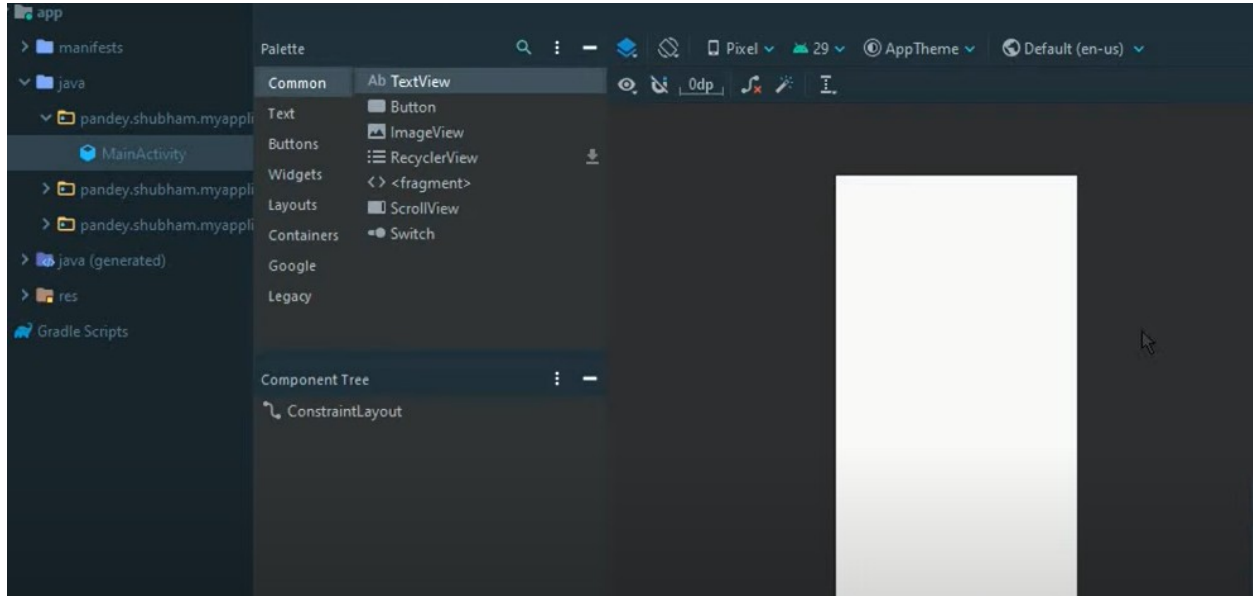 app
manifests
java
pandey.shubham.myappli
MainActivity
pandey.shubham.myappli
pandey.shubham.myappli
java (generated)
res
Gradle Scripts
Palette
Common
Text
Buttons
Widgets
Layouts
Containers
Google
Legacy
Ab TextView
Button
ImageView
RecyclerView
<> <fragment>
ScrollView
Switch
Component Tree
ConstraintLayout
Pixel 29 AppTheme Default (en-us)
0dp